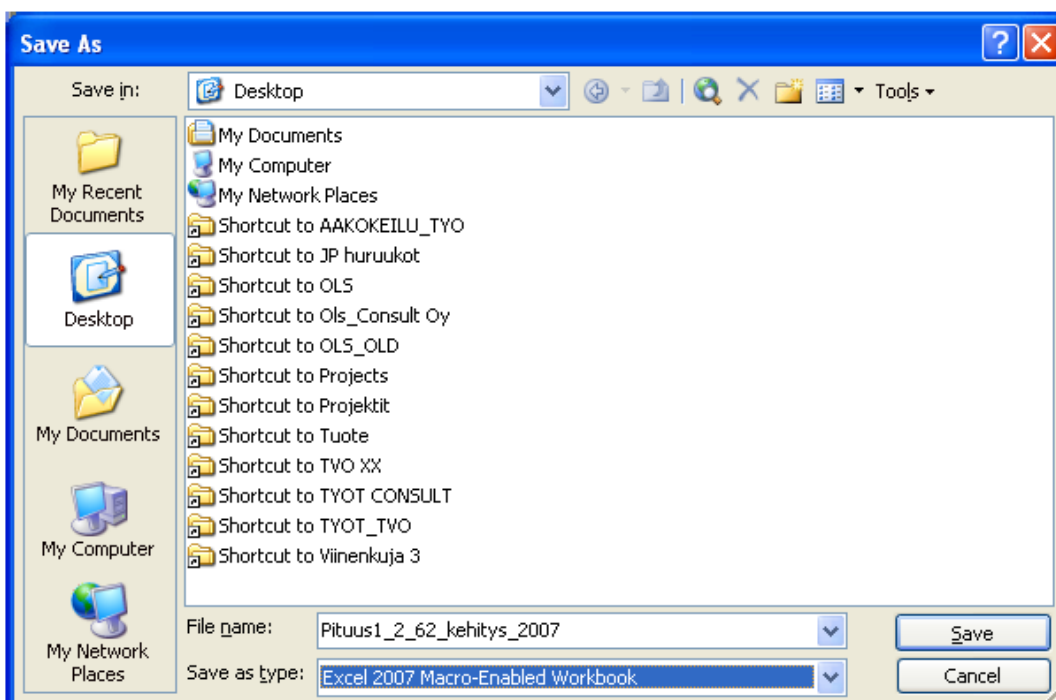 Save As
Save in:
Desktop
Tools
My Recent
Documents
Desktop
My Documents
My Computer
My Network
Places
My Documents
My Computer
My Network Places
Shortcut to AAKOKEILU_TYO
Shortcut to JP huruukot
Shortcut to OLS
Shortcut to Ols_Consult Oy
Shortcut to OLS_OLD
Shortcut to Projects
Shortcut to Projektit
Shortcut to Tuote
Shortcut to TVO XX
Shortcut to TYOT CONSULT
Shortcut to TYOT_TVO
Shortcut to Viinenkuja 3
File name:
Pituus1_2_62_kehitys_2007
Save
Save as type:
Excel 2007 Macro-Enabled Workbook
Cancel